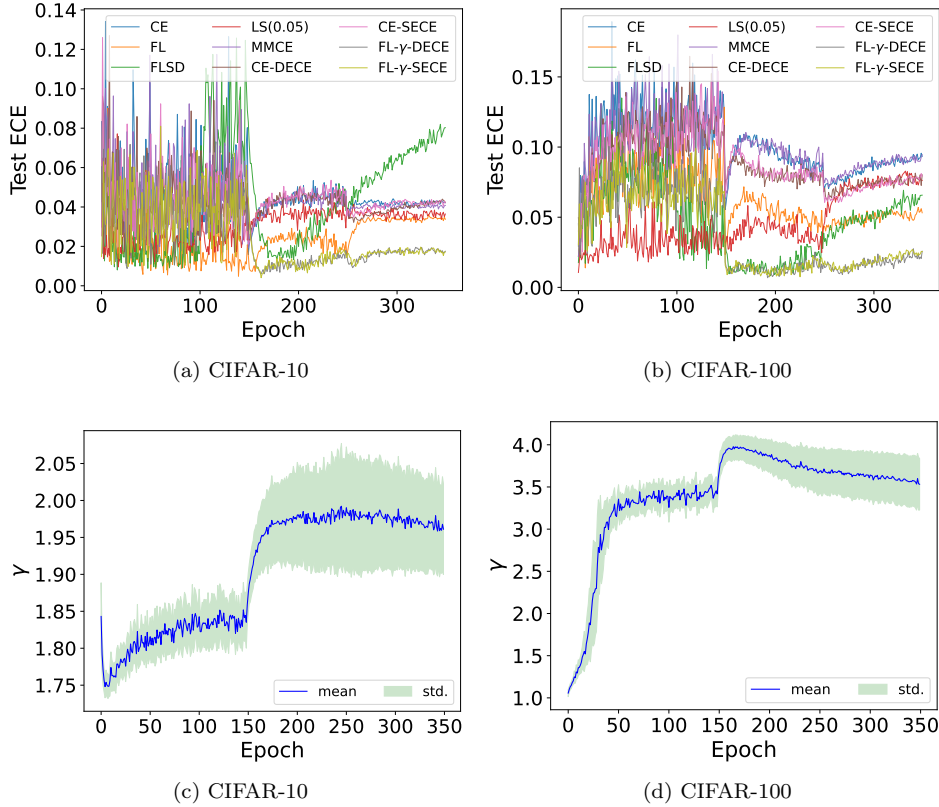 0.14
0.12
0.10
0.08
0.06
0.04
0.02
0.00
Test ECE
CE
FL
FLSD
LS(0.05)
MMCE
CE-DECE
CE-SECE
FL-γ-DECE
FL-γ-SECE
0 100 200 300
Epoch
(a) CIFAR-10
0.15
0.10
0.05
0.00
Test ECE
CE
FL
FLSD
LS(0.05)
MMCE
CE-DECE
CE-SECE
FL-γ-DECE
FL-γ-SECE
0 100 200 300
Epoch
(b) CIFAR-100
2.05
2.00
1.95
1.90
1.85
1.80
1.75
γ
mean std.
0 50 100 150 200 250 300 350
Epoch
(c) CIFAR-10
4.0
3.5
3.0
2.5
2.0
1.5
1.0
γ
mean std.
0 50 100 150 200 250 300 350
Epoch
(d) CIFAR-100